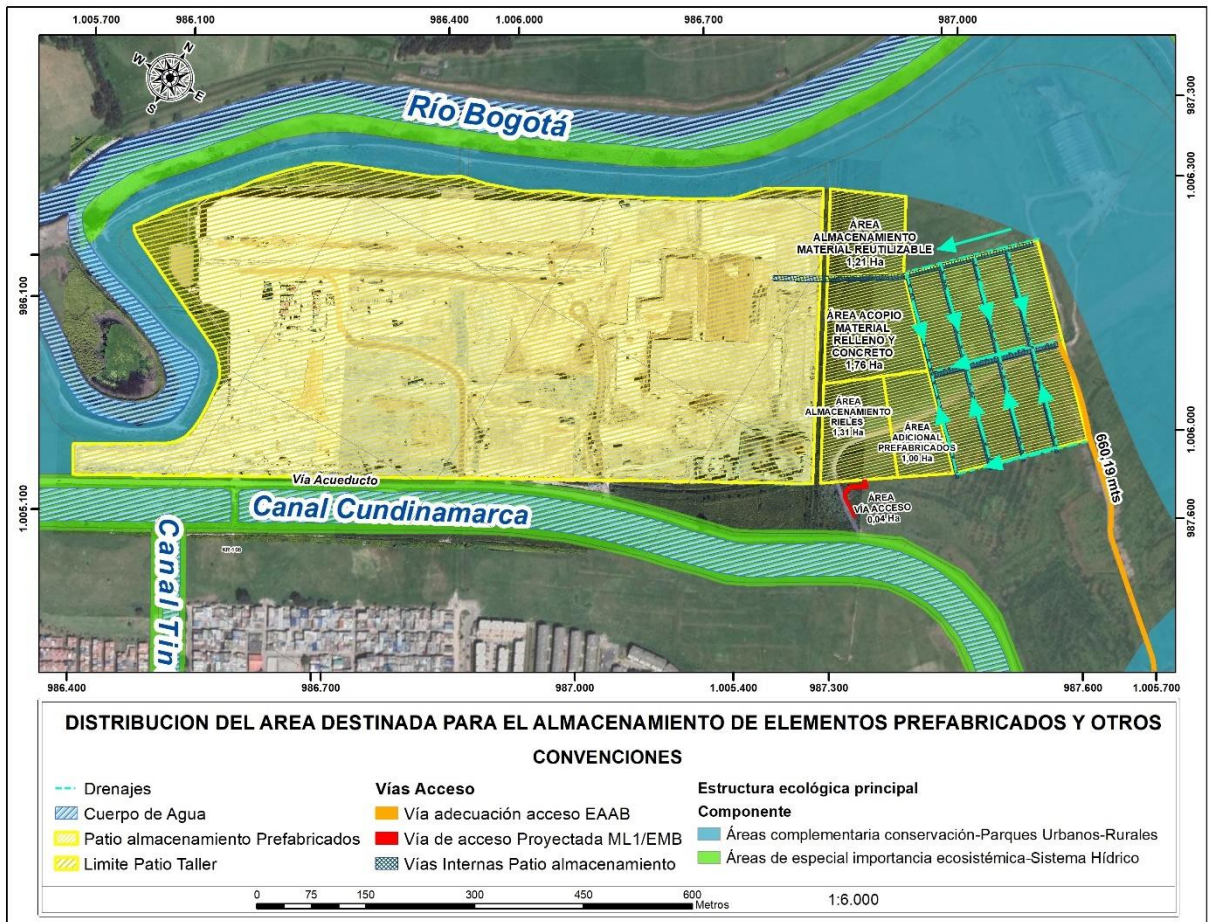 1.005.700
986.100
986.400
1.006.000
986.700
987.000
N
W
E
S
Río Bogotá
987.300
1.006.300
986.100
ÁREA
ALMACENAMIENTO
MATERIAL REUTILIZABLE
1,21 Ha
ÁREA ACOPIO
MATERIAL
RELLENO Y
CONCRETO
1,76 Ha
ÁREA
ALMACENAMIENTO
RIELES
1,31 Ha
ÁREA
ADICIONAL
PREFABRICADOS
1,00 Ha
1.006.000
660,19 mts
1.005.100
Vía Acueducto
Canal Cundinamarca
ÁREA
VÍA ACCESO
0,04 Ha
987.600
KR 108
Canal Tin
986.400
986.700
987.000
1.005.400
987.300
987.600
1.005.700
DISTRIBUCION DEL AREA DESTINADA PARA EL ALMACENAMIENTO DE ELEMENTOS PREFABRICADOS Y OTROS
CONVENCIONES
Drenajes
Cuerpo de Agua
Patio almacenamiento Prefabricados
Limite Patio Taller
Vías Acceso
Vía adecuación acceso EAAB
Vía de acceso Proyectada ML1/EMB
Vías Internas Patio almacenamiento
Estructura ecológica principal
Componente
Áreas complementaria conservación-Parques Urbanos-Rurales
Áreas de especial importancia ecosistémica-Sistema Hídrico
0 75 150 300 450 600
Metros
1:6.000